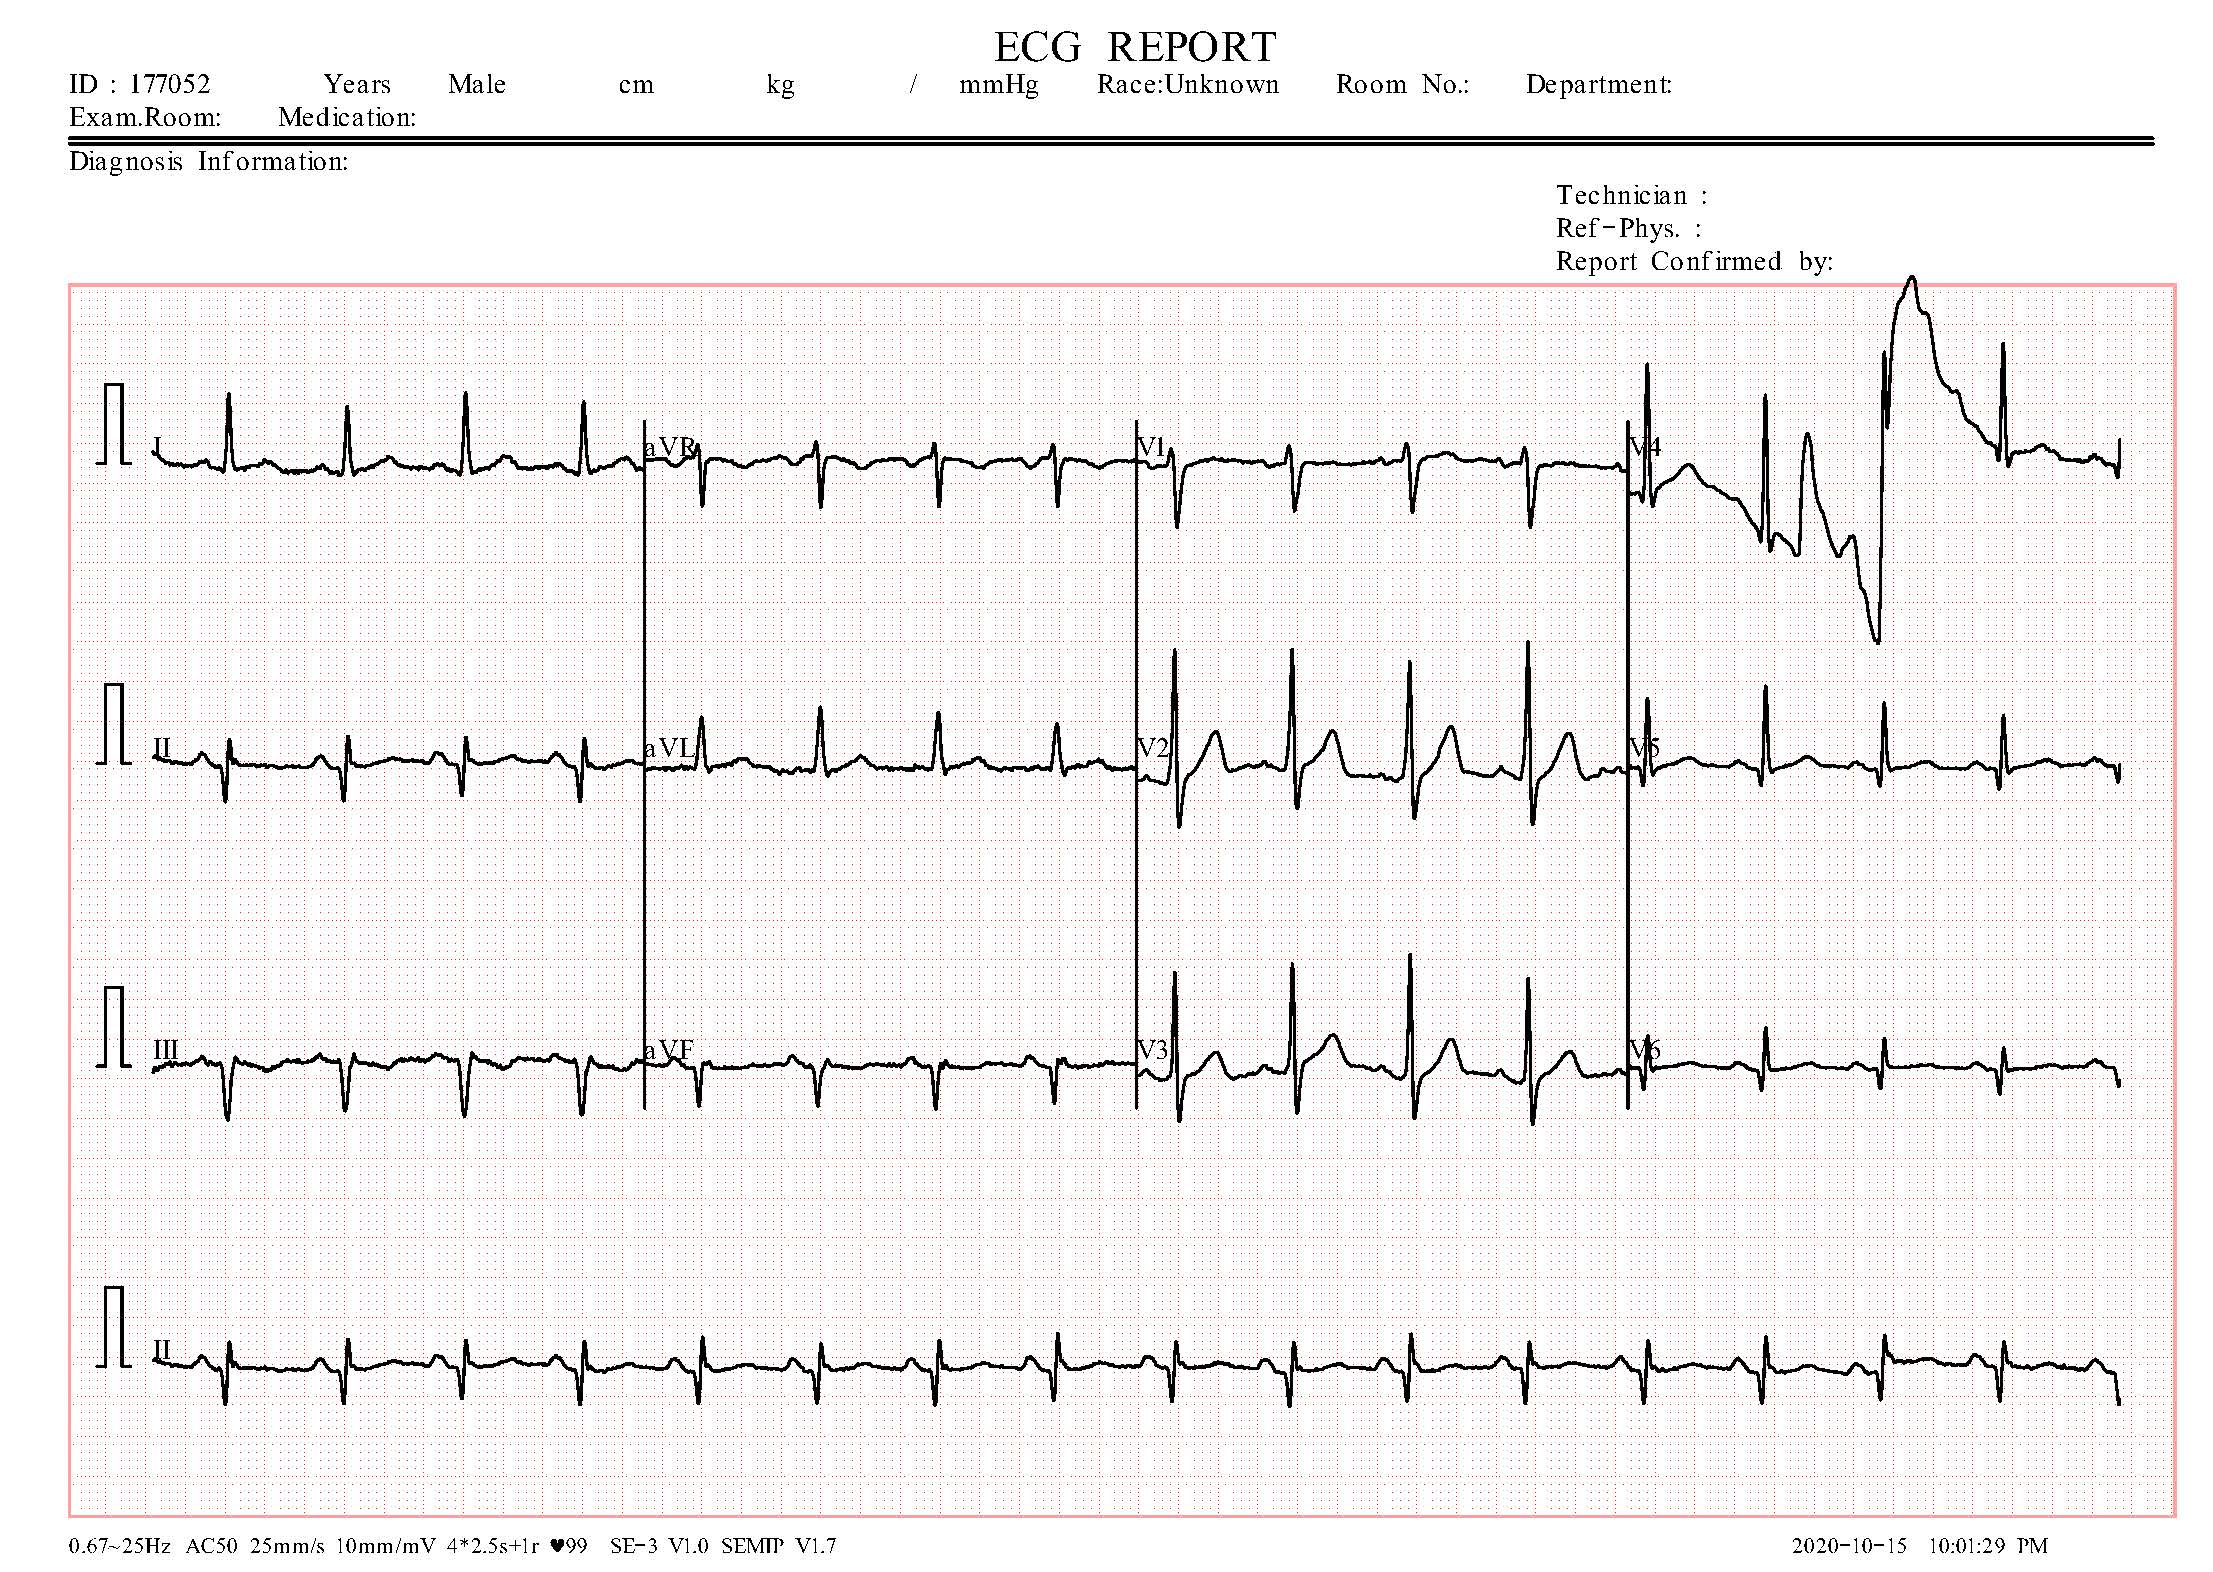 ECG REPORT
ID : 177052 Years Male cm kg / mmHg Race:Unknown Room No.: Department:
Exam.Room: Medication:
Diagnosis Information:
Technician :
Ref-Phys. :
Report Confirmed by:
I aVR V1 V4
II aVL V2 V5
III aVF V3 V6
II
0.67~25Hz AC50 25mm/s 10mm/mV 4*2.5s+1r ♥99 SE-3 V1.0 SEMIP V1.7 2020-10-15 10:01:29 PM